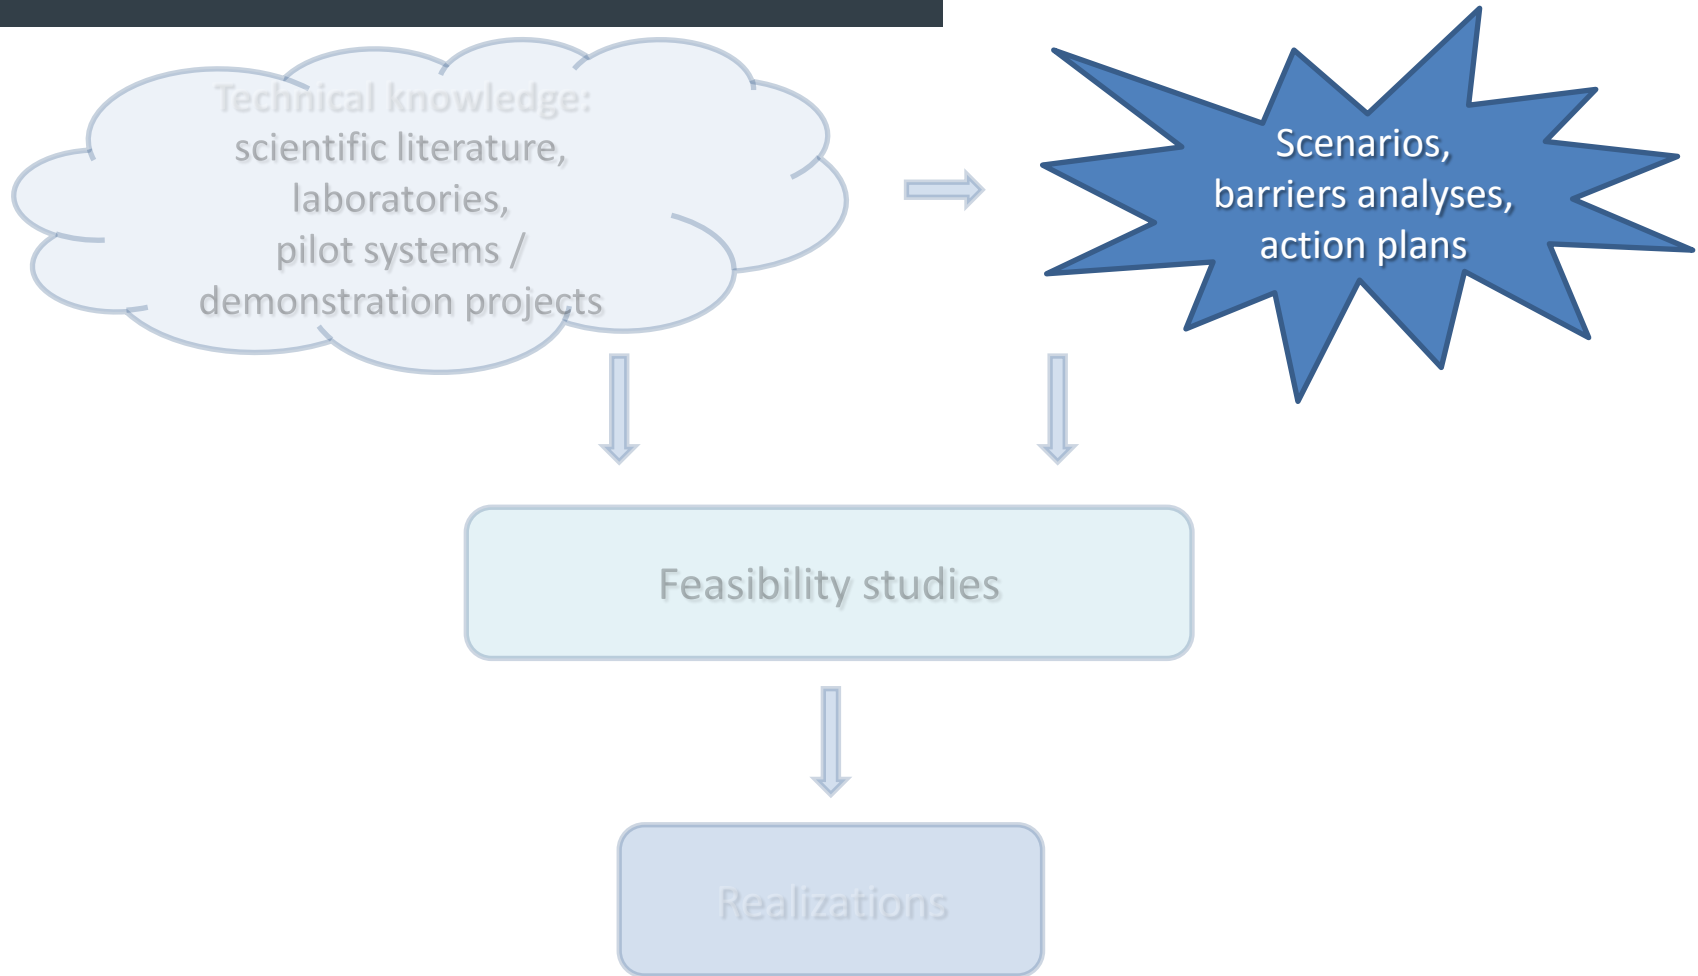 Technical knowledge:
scientific literature,
laboratories,
pilot systems /
demonstration projects
Scenarios,
barriers analyses,
action plans
Feasibility studies
Realizations